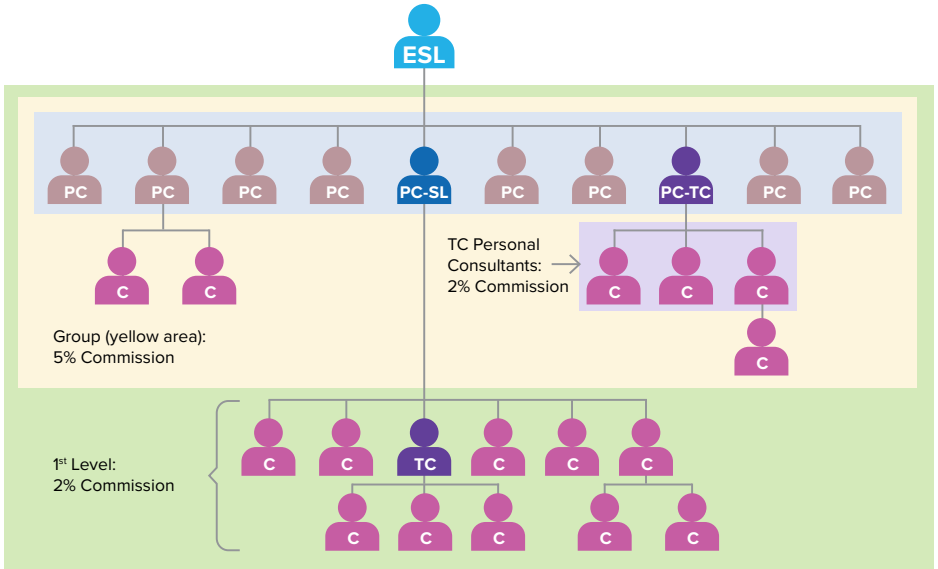 ESL
PC PC PC PC PC-SL PC PC PC-TC PC PC
TC Personal
Consultants:
2% Commission
C C C C C
Group (yellow area):
5% Commission
C
1st Level:
2% Commission
C C TC C C C
C C C C C